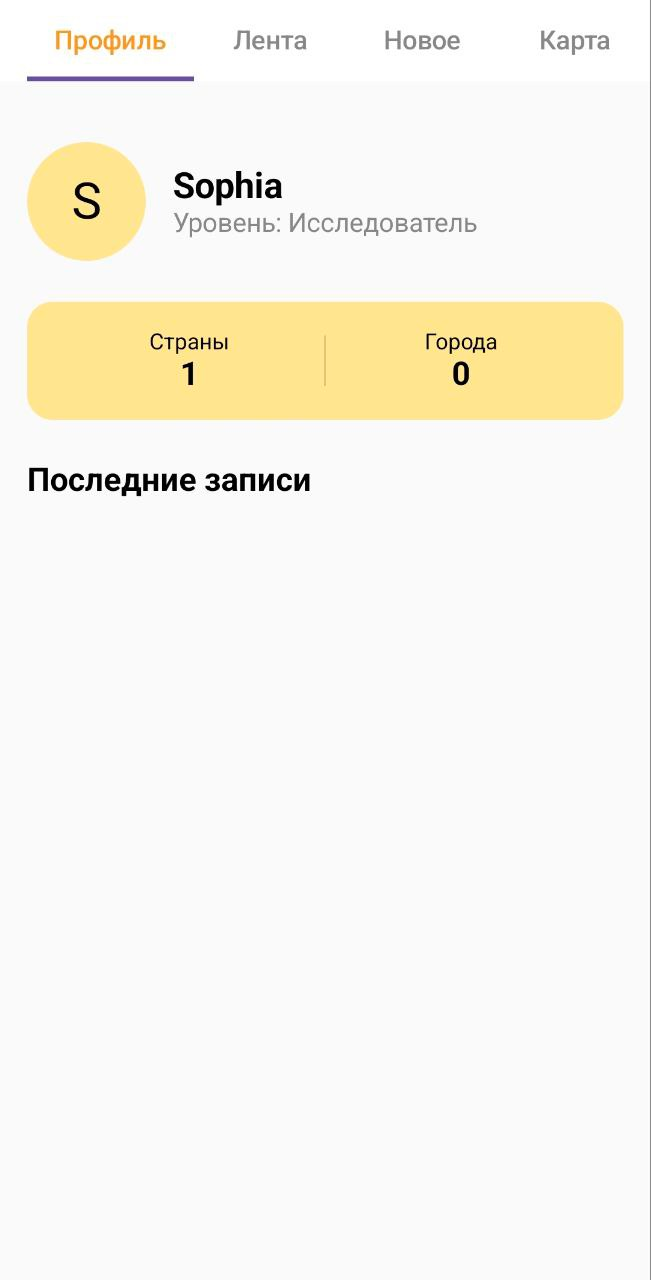 Профиль Лента Новое Карта
S
Sophia
Уровень: Исследователь
Страны Города
1 0
Последние записи